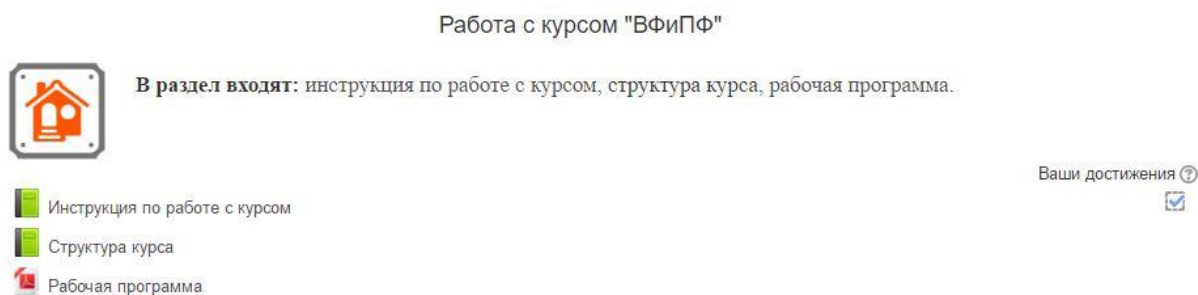 Работа с курсом "ВФиПФ"
В раздел входят: инструкция по работе с курсом, структура курса, рабочая программа.
Ваши достижения
Инструкция по работе с курсом
Структура курса
Рабочая программа